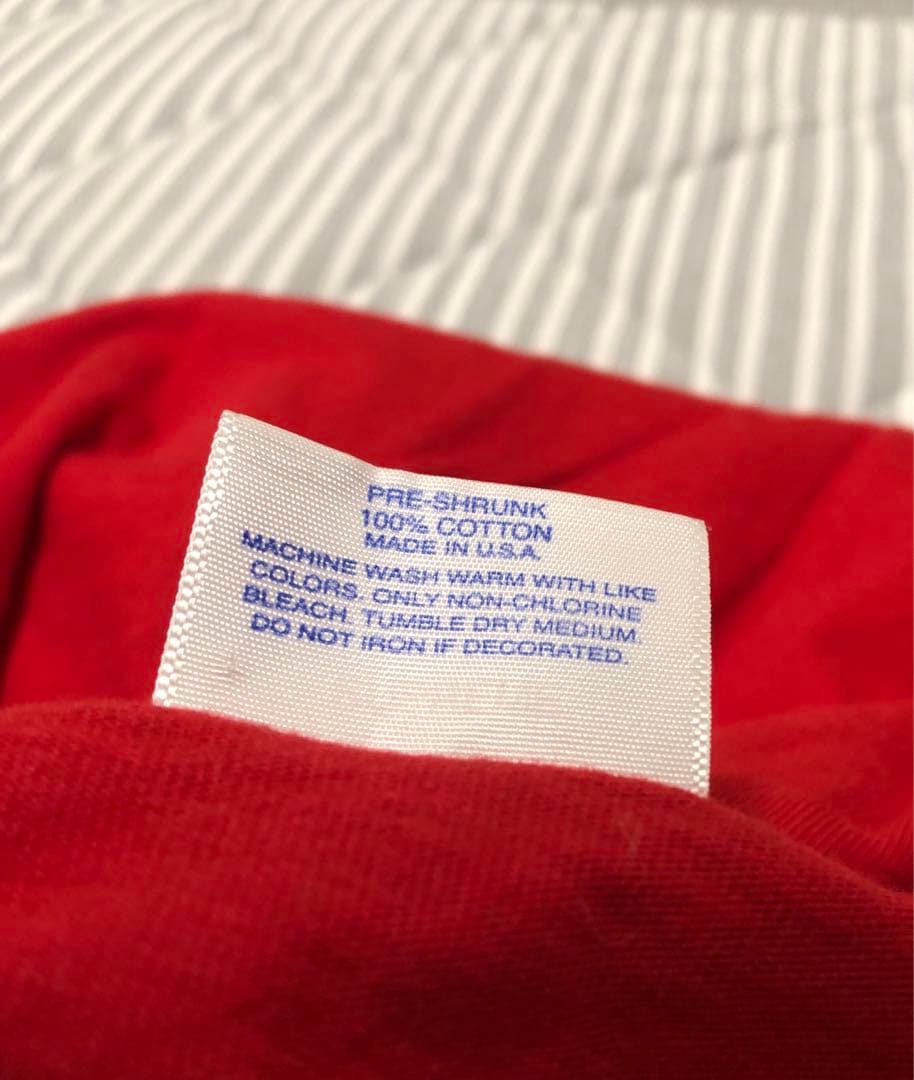 PRE-SHRUNK
100% COTTON
MADE IN U.S.A.
MACHINE WASH WARM WITH LIKE
COLORS. ONLY NON-CHLORINE
BLEACH. TUMBLE DRY MEDIUM
DO NOT IRON IF DECORATED.